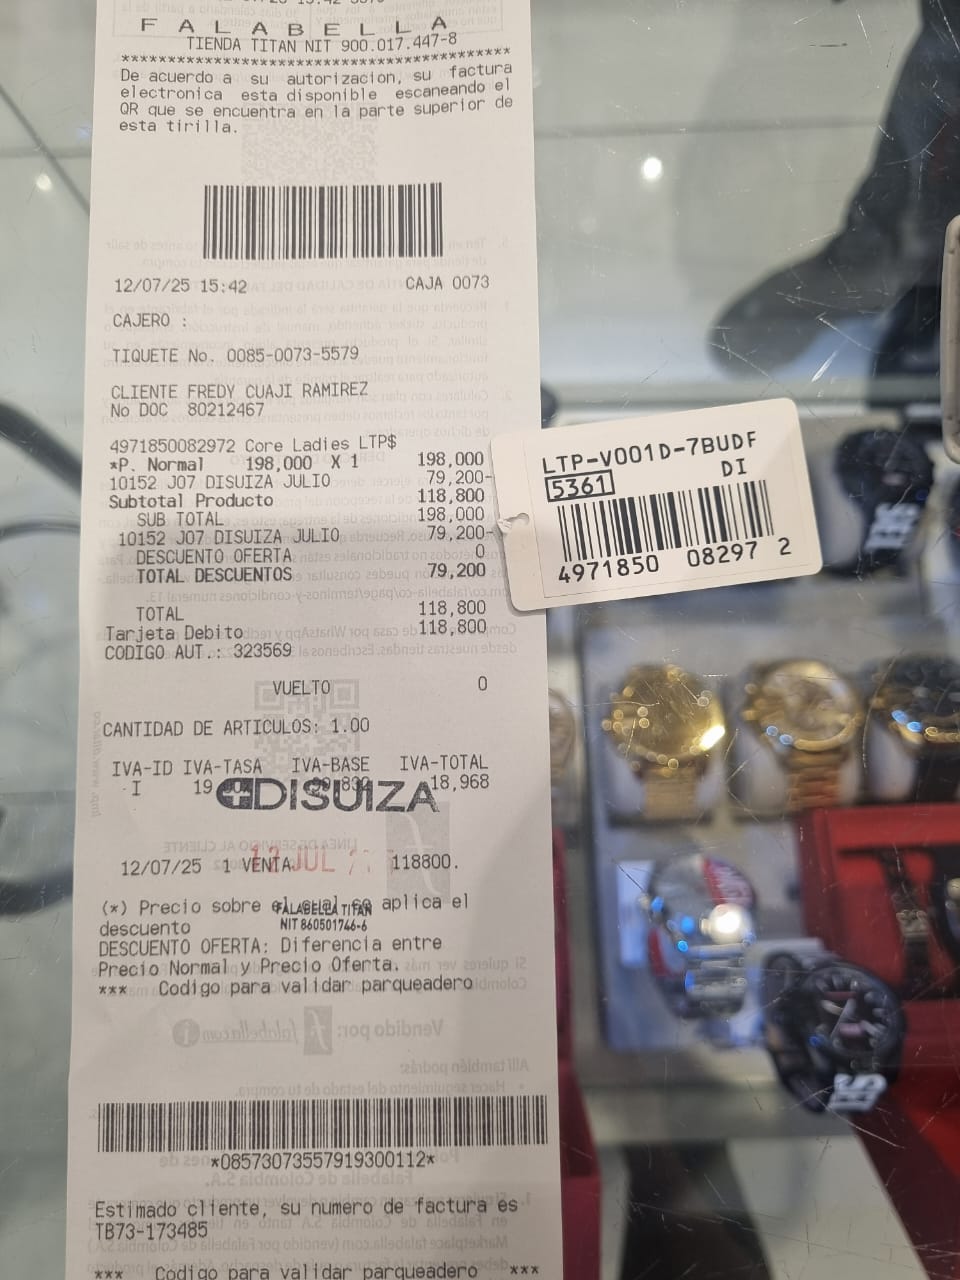 F A L A B E L L A
TIENDA TITAN NIT 900.017.447-8
**************************************************
De acuerdo a su autorizacion, su factura
electronica esta disponible escaneando el
QR que se encuentra en la parte superior de
esta tirilla.
12/07/25 15:42 CAJA 0073
CAJERO :
TIQUETE No. 0085-0073-5579
CLIENTE FREDY CUAJI RAMIREZ
No DOC 80212467
4971850082972 Core Ladies LTP$
*P. Normal 198,000 X 1 198,000
10152 J07 DISUIZA JULIO 79,200-
Subtotal Producto 118,800
SUB TOTAL 198,000
10152 J07 DISUIZA JULIO 79,200-
DESCUENTO OFERTA 0
TOTAL DESCUENTOS 79,200
TOTAL 118,800
Tarjeta Debito 118,800
CODIGO AUT.: 323569
VUELTO 0
CANTIDAD DE ARTICULOS: 1.00
IVA-ID IVA-TASA IVA-BASE IVA-TOTAL
I 19 18,968
DISUIZA
12/07/25 1 VENTA 118800.
12 JUL
(*) Precio sobre el cual se aplica el
FALABELLA TITAN
descuento
NIT 860501746-6
DESCUENTO OFERTA: Diferencia entre
Precio Normal y Precio Oferta.
*** Codigo para validar parqueadero
*08573073557919300112*
Estimado cliente, su numero de factura es
TB73-173485
*** Codigo para validar parqueadero ***
LTP-V001D-7BUDF
5361 DI
4971850 08297 2